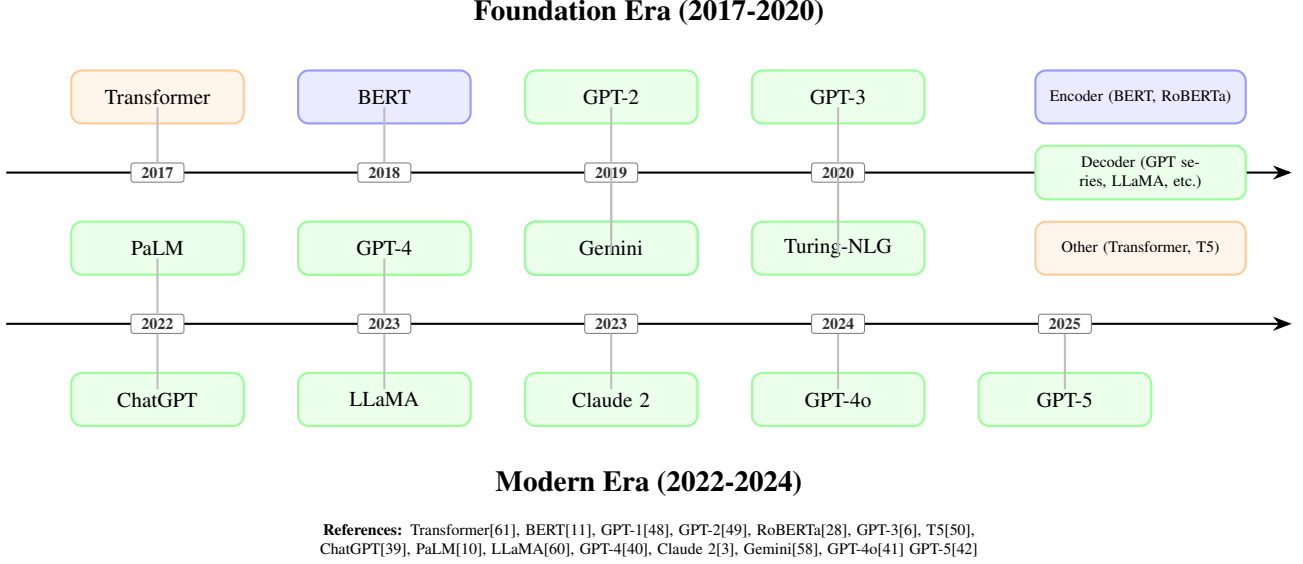 Foundation Era (2017-2020)
Transformer
BERT
GPT-2
GPT-3
Encoder (BERT, RoBERTa)
2017
2018
2019
2020
Decoder (GPT se-
ries, LLaMA, etc.)
PaLM
GPT-4
Gemini
Turing-NLG
Other (Transformer, T5)
2022
2023
2023
2024
2025
ChatGPT
LLaMA
Claude 2
GPT-4o
GPT-5
Modern Era (2022-2024)
References: Transformer[61], BERT[11], GPT-1[48], GPT-2[49], RoBERTa[28], GPT-3[6], T5[50],
ChatGPT[39], PaLM[10], LLaMA[60], GPT-4[40], Claude 2[3], Gemini[58], GPT-4o[41] GPT-5[42]